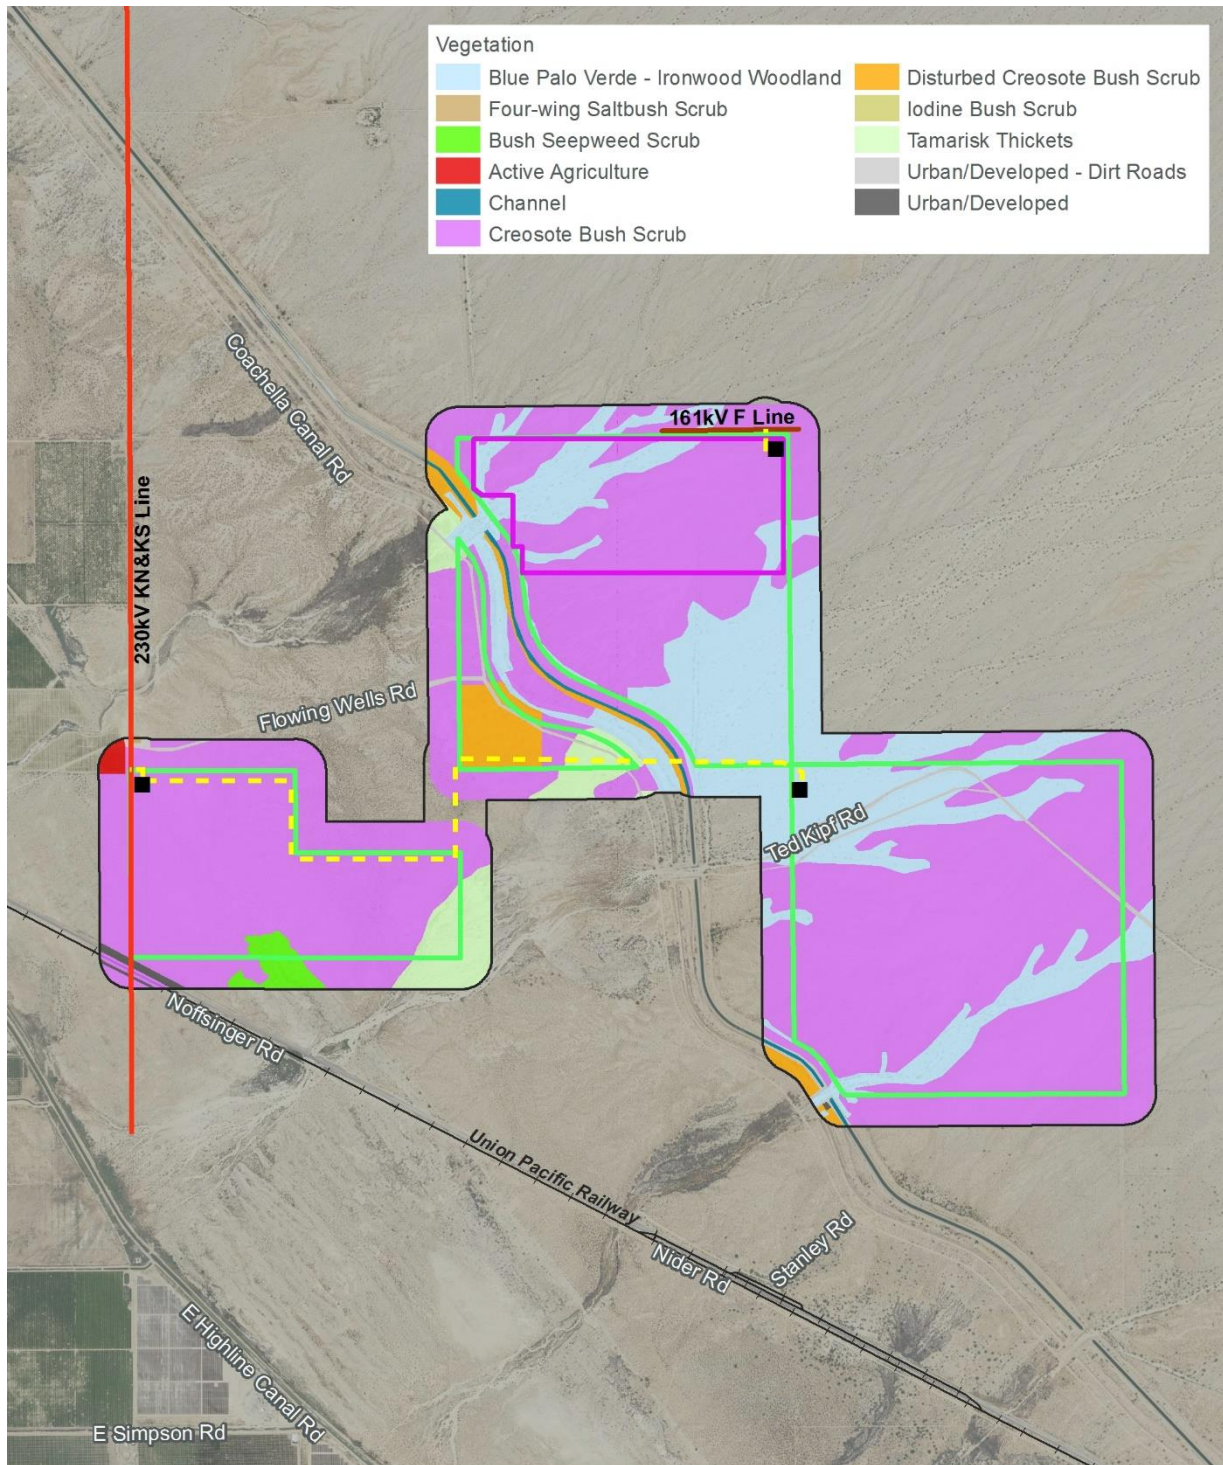 Vegetation
Blue Palo Verde - Ironwood Woodland
Four-wing Saltbush Scrub
Bush Seepweed Scrub
Active Agriculture
Channel
Creosote Bush Scrub
Disturbed Creosote Bush Scrub
Iodine Bush Scrub
Tamarisk Thickets
Urban/Developed - Dirt Roads
Urban/Developed
Coachella Canal Rd
161kV F Line
230kV KN&KS Line
Flowing Wells Rd
Ted Kipf Rd
Noffsinger Rd
Union Pacific Railway
Nider Rd
Stanley Rd
E Highline Canal Rd
E Simpson Rd